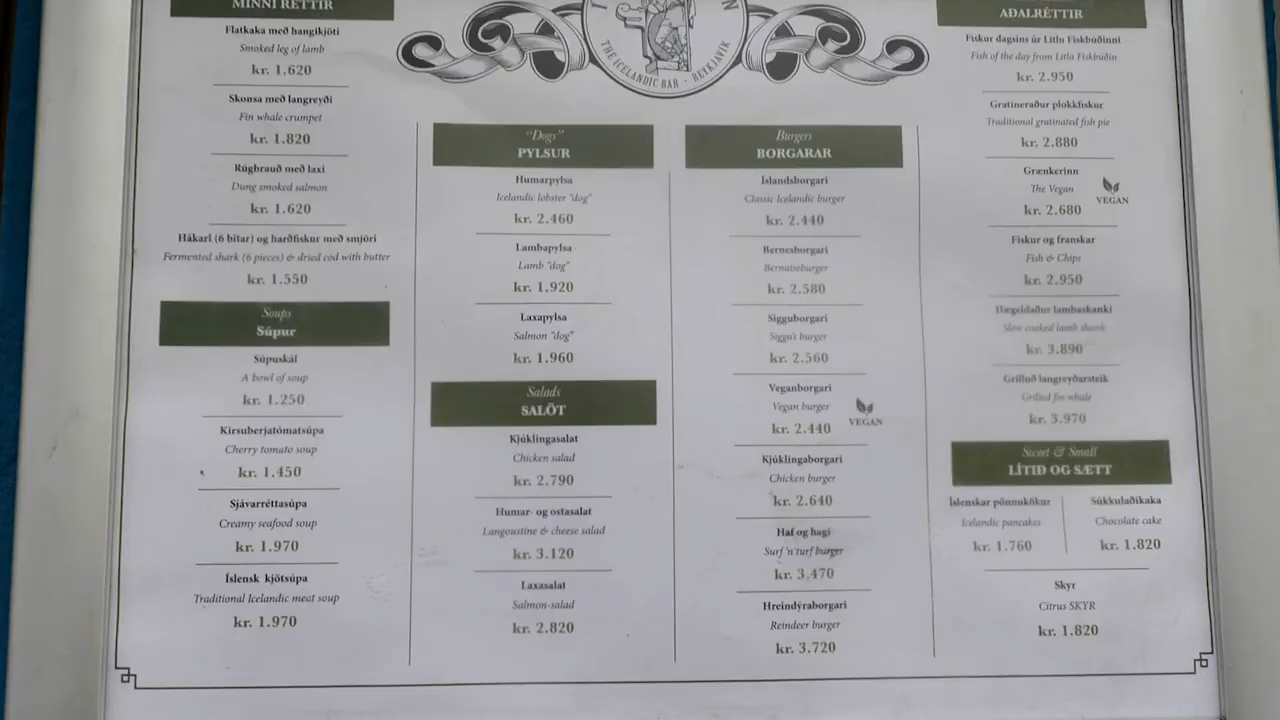 MINNI RÉTTIR
Flatkaka með hangikjöti
Smoked leg of lamb
kr. 1.620
Skonsa með langreyði
Fin whale crumpet
kr. 1.820
Rúgbrauð með laxi
Dung smoked salmon
kr. 1.620
Hákarl (6 bitar) og harðfiskur með smjöri
Fermented shark (6 pieces) & dried cod with butter
kr. 1.550
Soups
Súpur
Súpuskál
A bowl of soup
kr. 1.250
Kirsuberjatómatsúpa
Cherry tomato soup
kr. 1.450
Sjávarréttasúpa
Creamy seafood soup
kr. 1.970
Íslensk kjötsúpa
Traditional Icelandic meat soup
kr. 1.970
THE ICELANDIC BAR - REYKJAVIK
"Dogs"
PYLSUR
Humarpylsa
Icelandic lobster "dog"
kr. 2.460
Lambapylsa
Lamb "dog"
kr. 1.920
Laxapylsa
Salmon "dog"
kr. 1.960
Salads
SALÖT
Kjúklingasalat
Chicken salad
kr. 2.790
Humar- og ostasalat
Langoustine & cheese salad
kr. 3.120
Laxasalat
Salmon-salad
kr. 2.820
Burgers
BORGARAR
Íslandsborgari
Classic Icelandic burger
kr. 2.440
Bernesborgari
Bernaiseburger
kr. 2.580
Sigguborgari
Sigga's burger
kr. 2.560
Veganborgari
Vegan burger
kr. 2.440
VEGAN
Kjúklingaborgari
Chicken burger
kr. 2.640
Haf og hagi
Surf 'n' turf burger
kr. 3.470
Hreindýraborgari
Reindeer burger
kr. 3.720
AÐALRÉTTIR
Fiskur dagsins úr Litlu Fiskbúðinni
Fish of the day from Litla Fiskbúðin
kr. 2.950
Gratineraður plokkfiskur
Traditional gratinated fish pie
kr. 2.880
Grænkerinn
The Vegan
kr. 2.680
VEGAN
Fiskur og franskar
Fish & Chips
kr. 2.950
Hægeldaður lambaskanki
Slow cooked lamb shank
kr. 3.890
Grilluð langreyðarsteik
Grilled fin whale
kr. 3.970
Sweet & Small
LÍTIÐ OG SÆTT
Íslenskar pönnukökur
Icelandic pancakes
kr. 1.760
Súkkulaðikaka
Chocolate cake
kr. 1.820
Skyr
Citrus SKYR
kr. 1.820